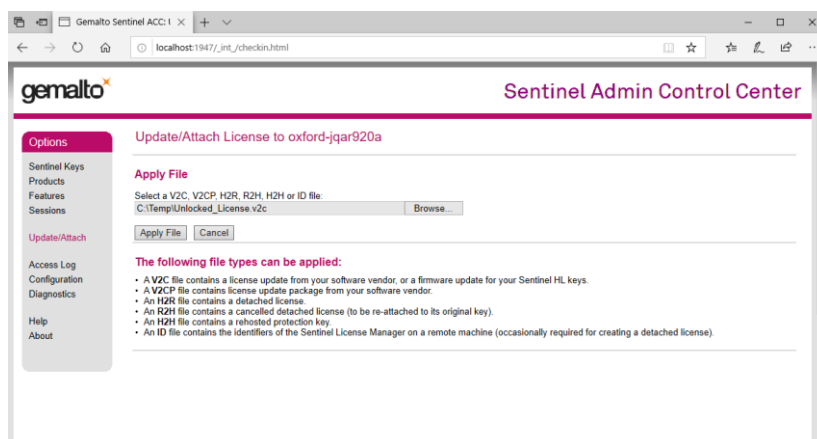 Gemalto Sentinel ACC: U
localhost:1947/_int_/checkin.html
gemalto
Sentinel Admin Control Center
Options
Sentinel Keys
Products
Features
Sessions
Update/Attach
Access Log
Configuration
Diagnostics
Help
About
Update/Attach License to oxford-jqar920a
Apply File
Select a V2C, V2CP, H2R, R2H, H2H or ID file:
C:\Temp\Unlocked_License.v2c
Browse...
Apply File Cancel
The following file types can be applied:
• A V2C file contains a license update from your software vendor, or a firmware update for your Sentinel HL keys.
• A V2CP file contains license update package from your software vendor.
• An H2R file contains a detached license.
• An R2H file contains a cancelled detached license (to be re-attached to its original key).
• An H2H file contains a rehosted protection key.
• An ID file contains the identifiers of the Sentinel License Manager on a remote machine (occasionally required for creating a detached license).